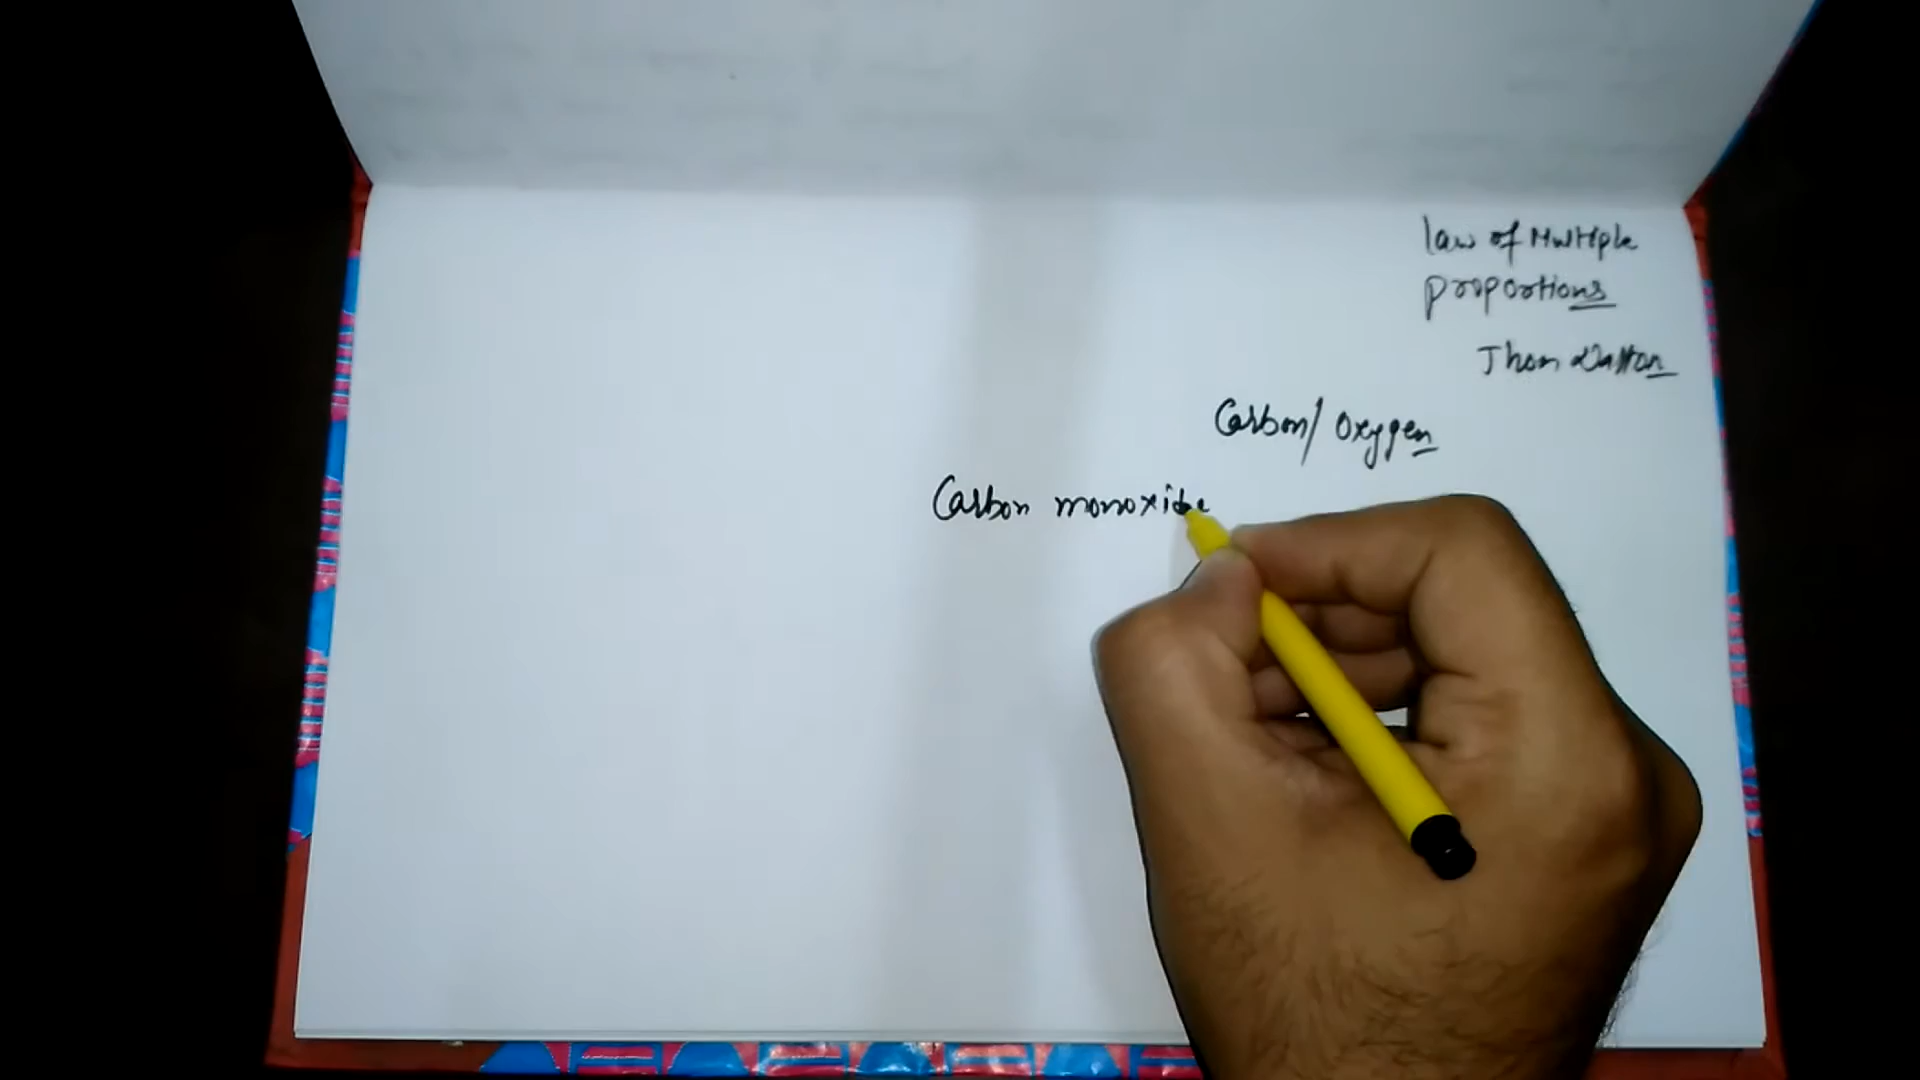 law of Multiple
proportions
Jhon Dalton
Carbon/ Oxygen
Carbon monoxide